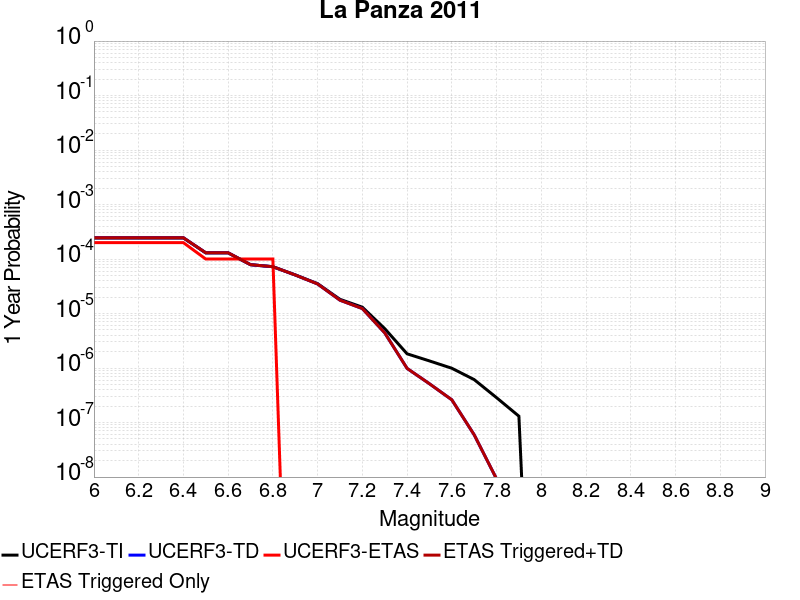 La Panza 2011
10^0
10^-1
10^-2
10^-3
10^-4
10^-5
10^-6
10^-7
10^-8
1 Year Probability
6 6.2 6.4 6.6 6.8 7 7.2 7.4 7.6 7.8 8 8.2 8.4 8.6 8.8 9
Magnitude
UCERF3-TI UCERF3-TD UCERF3-ETAS ETAS Triggered+TD
ETAS Triggered Only